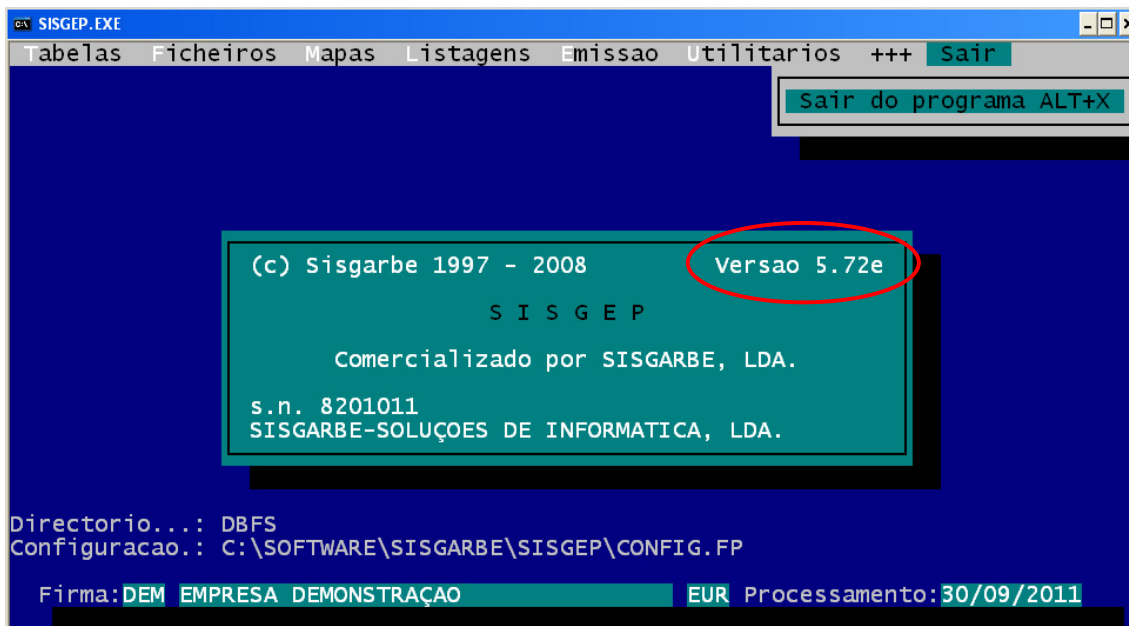 SISGEP.EXE
Tabelas Ficheiros Mapas Listagens Emissao Utilitarios +++ Sair
Sair do programa ALT+X
(c) Sisgarbe 1997 - 2008 Versao 5.72e
S I S G E P
Comercializado por SISGARBE, LDA.
s.n. 8201011
SISGARBE-SOLUÇOES DE INFORMATICA, LDA.
Directorio...: DBFS
Configuracao.: C:\SOFTWARE\SISGARBE\SISGEP\CONFIG.FP
Firma:DEM EMPRESA DEMONSTRAÇAO EUR Processamento:30/09/2011